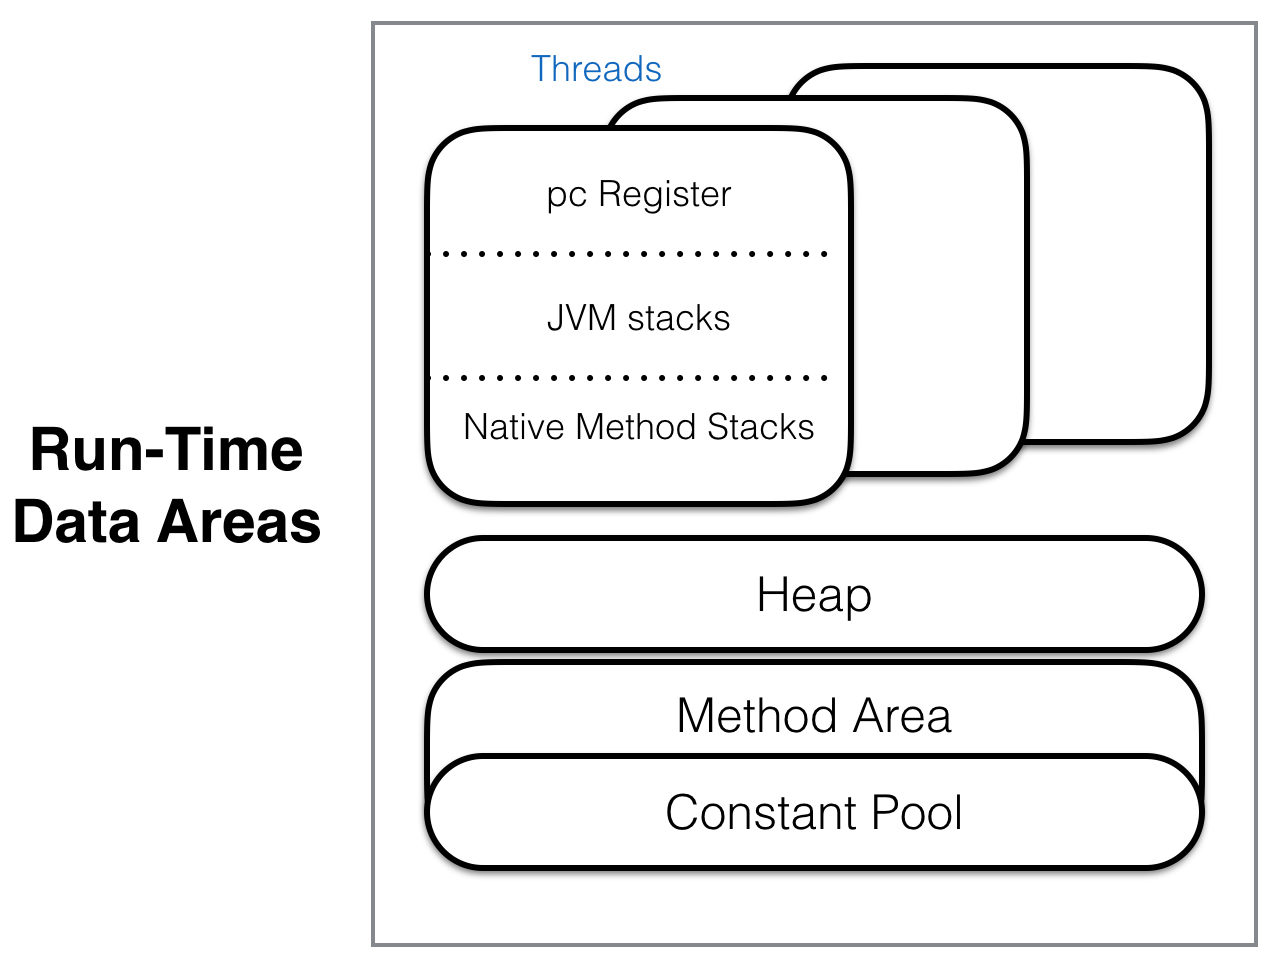 Threads
pc Register
JVM stacks
Native Method Stacks
Run-Time
Data Areas
Heap
Method Area
Constant Pool